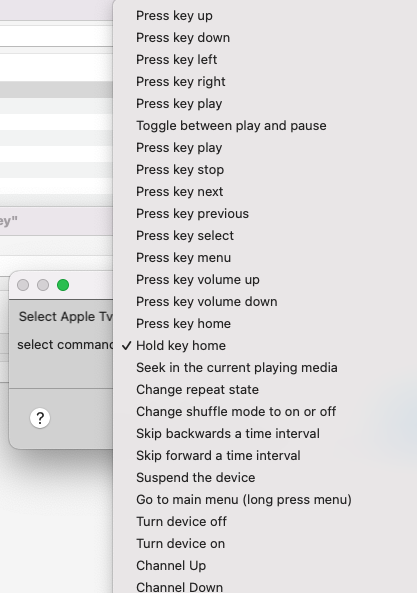 Press key up
Press key down
Press key left
Press key right
Press key play
Toggle between play and pause
Press key play
Press key stop
Press key next
Press key previous
ey"
Press key select
Press key menu
Press key volume up
Press key volume down
Select Apple Tv
Press key home
select command
✓ Hold key home
Seek in the current playing media
Change repeat state
Change shuffle mode to on or off
?
Skip backwards a time interval
Skip forward a time interval
Suspend the device
Go to main menu (long press menu)
Turn device off
Turn device on
Channel Up
Channel Down